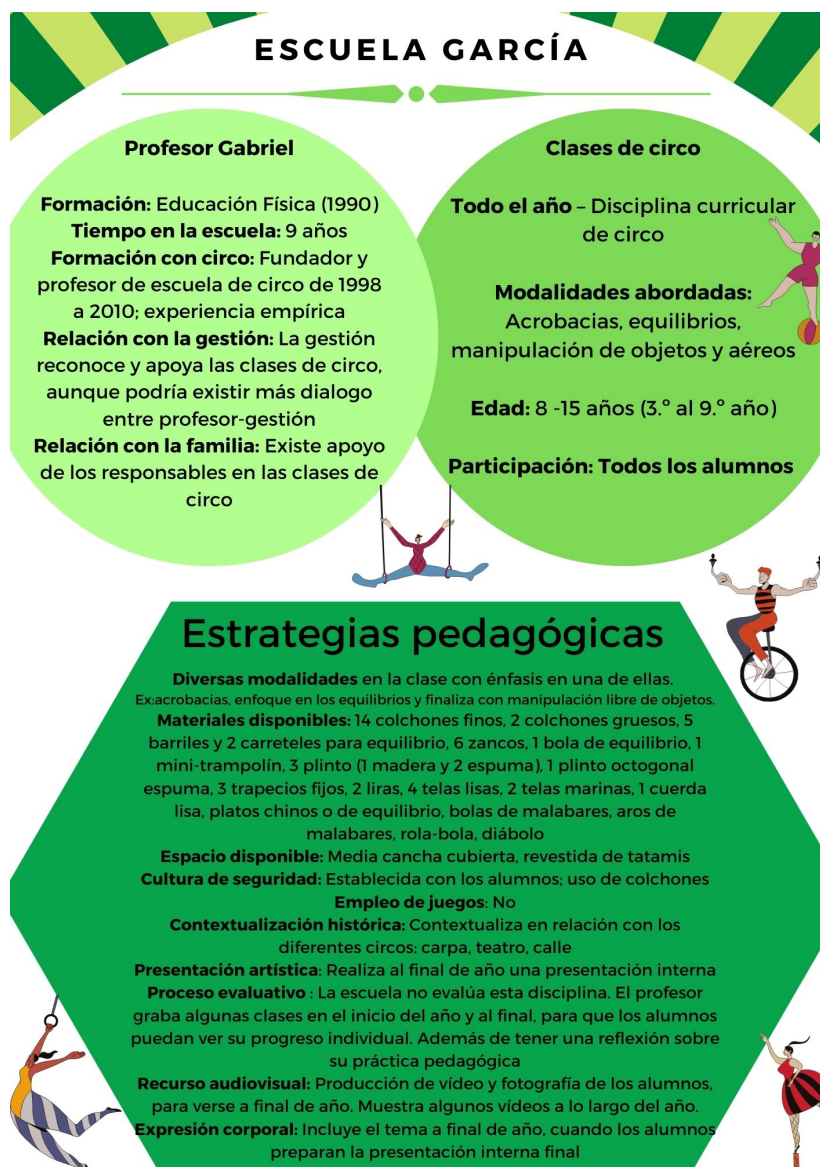 ESCUELA GARCÍA
Profesor Gabriel
Formación: Educación Física (1990)
Tiempo en la escuela: 9 años
Formación con circo: Fundador y
profesor de escuela de circo de 1998
a 2010; experiencia empírica
Relación con la gestión: La gestión
reconoce y apoya las clases de circo,
aunque podría existir más dialogo
entre profesor-gestión
Relación con la familia: Existe apoyo
de los responsables en las clases de
circo
Clases de circo
Todo el año – Disciplina curricular
de circo
Modalidades abordadas:
Acrobacias, equilibrios,
manipulación de objetos y aéreos
Edad: 8 -15 años (3.º al 9.º año)
Participación: Todos los alumnos
Estrategias pedagógicas
Diversas modalidades en la clase con énfasis en una de ellas.
Ex:acrobacias, enfoque en los equilibrios y finaliza con manipulación libre de objetos.
Materiales disponibles: 14 colchones finos, 2 colchones gruesos, 5
barriles y 2 carreteles para equilibrio, 6 zancos, 1 bola de equilibrio, 1
mini-trampolín, 3 plinto (1 madera y 2 espuma), 1 plinto octogonal
espuma, 3 trapecios fijos, 2 liras, 4 telas lisas, 2 telas marinas, 1 cuerda
lisa, platos chinos o de equilibrio, bolas de malabares, aros de
malabares, rola-bola, diábolo
Espacio disponible: Media cancha cubierta, revestida de tatamis
Cultura de seguridad: Establecida con los alumnos; uso de colchones
Empleo de juegos: No
Contextualización histórica: Contextualiza en relación con los
diferentes circos: carpa, teatro, calle
Presentación artística: Realiza al final de año una presentación interna
Proceso evaluativo : La escuela no evalúa esta disciplina. El profesor
graba algunas clases en el inicio del año y al final, para que los alumnos
puedan ver su progreso individual. Además de tener una reflexión sobre
su práctica pedagógica
Recurso audiovisual: Producción de vídeo y fotografía de los alumnos,
para verse a final de año. Muestra algunos vídeos a lo largo del año.
Expresión corporal: Incluye el tema a final de año, cuando los alumnos
preparan la presentación interna final